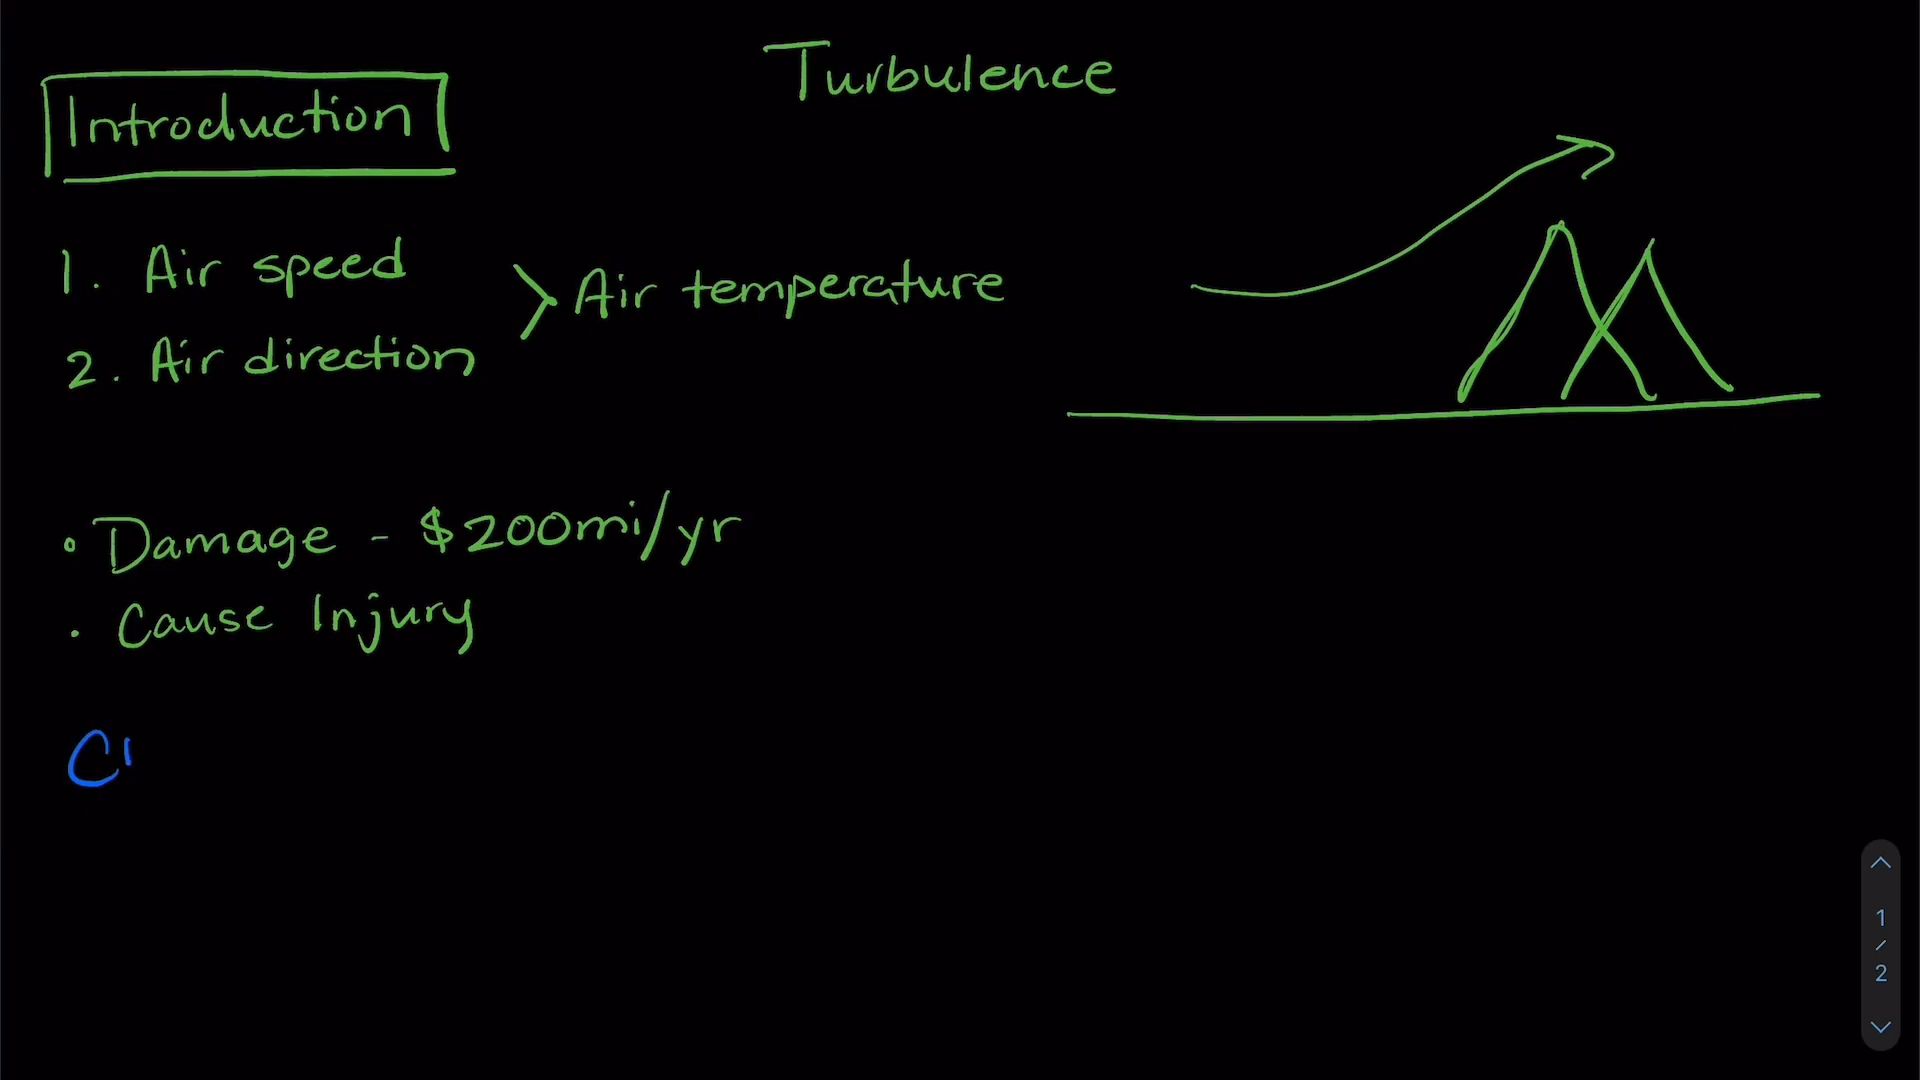 Turbulence
Introduction
1. Air speed
2. Air direction
> Air temperature
• Damage - $200mi/yr
• Cause Injury
1
/
2